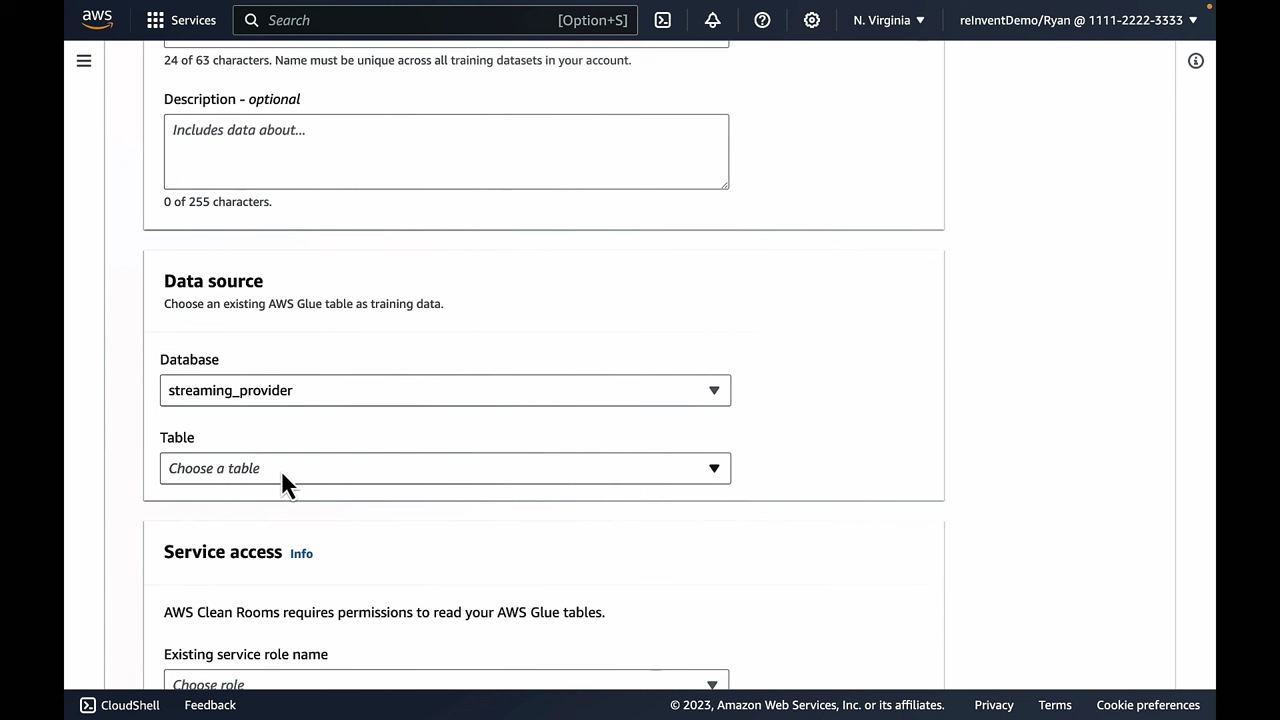 aws Services Search [Option+S] N. Virginia reInventDemo/Ryan @ 1111-2222-3333
24 of 63 characters. Name must be unique across all training datasets in your account.
Description - optional
Includes data about...
0 of 255 characters.
Data source
Choose an existing AWS Glue table as training data.
Database
streaming_provider
Table
Choose a table
Service access Info
AWS Clean Rooms requires permissions to read your AWS Glue tables.
Existing service role name
Choose role
CloudShell Feedback © 2023, Amazon Web Services, Inc. or its affiliates. Privacy Terms Cookie preferences